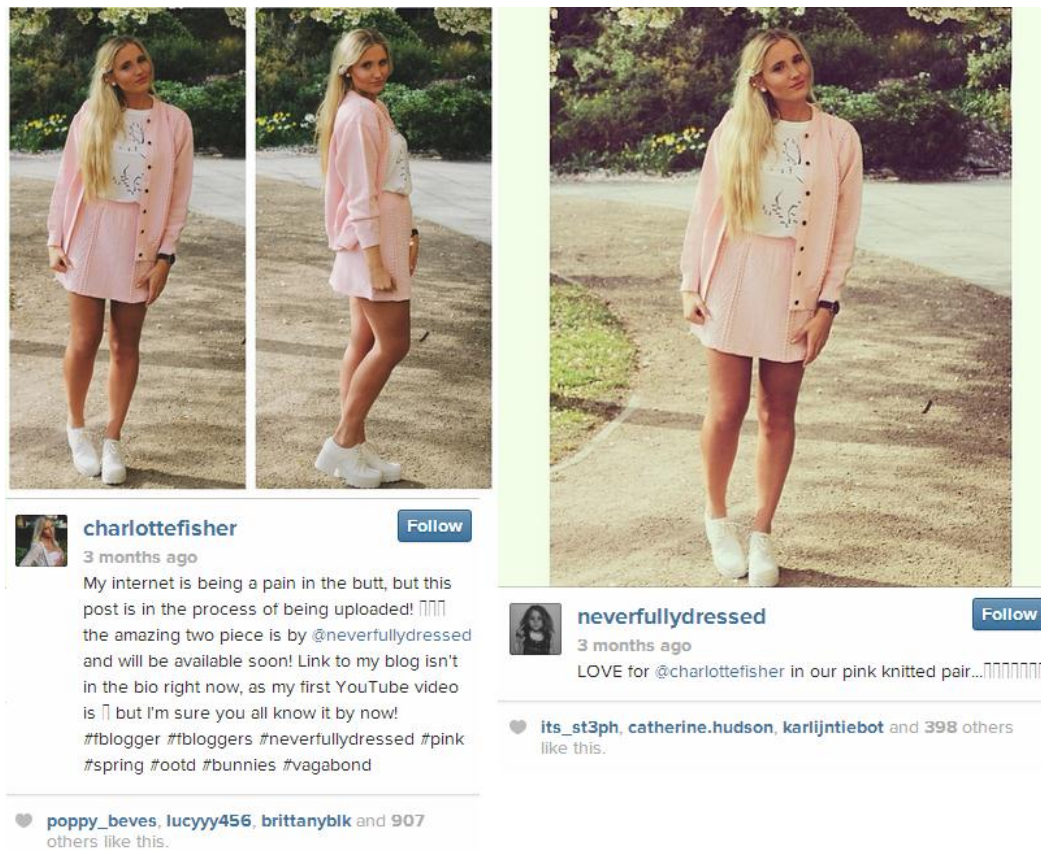 charlottefisher
Follow
3 months ago
My internet is being a pain in the butt, but this
post is in the process of being uploaded! ▯▯▯
the amazing two piece is by @neverfullydressed
and will be available soon! Link to my blog isn't
in the bio right now, as my first YouTube video
is ▯ but I'm sure you all know it by now!
#fblogger #fbloggers #neverfullydressed #pink
#spring #ootd #bunnies #vagabond
poppy_beves, lucyyy456, brittanyblk and 907
others like this.
neverfullydressed
Follow
3 months ago
LOVE for @charlottefisher in our pink knitted pair...▯▯▯▯▯▯▯
its_st3ph, catherine.hudson, karlijntiebot and 398 others
like this.